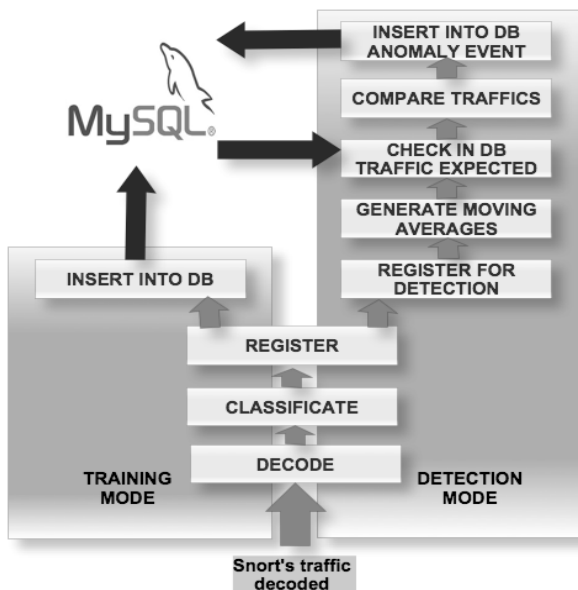 INSERT INTO DB
ANOMALY EVENT
COMPARE TRAFFICS
MySQL®
CHECK IN DB
TRAFFIC EXPECTED
GENERATE MOVING
AVERAGES
INSERT INTO DB
REGISTER FOR
DETECTION
REGISTER
CLASSIFICATE
DECODE
TRAINING
MODE
DETECTION
MODE
Snort's traffic
decoded